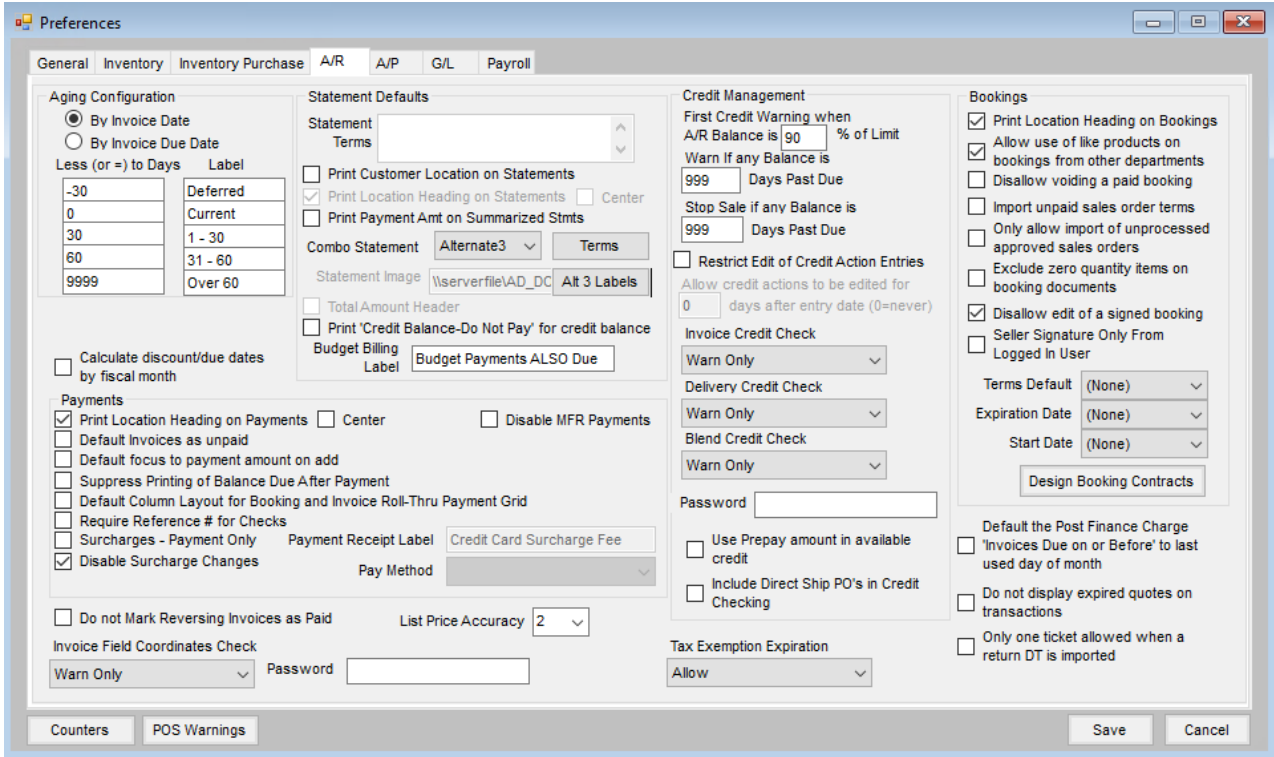 Preferences
General Inventory Inventory Purchase A/R A/P G/L Payroll
Aging Configuration
By Invoice Date
By Invoice Due Date
Less (or =) to Days Label
-30 Deferred
0 Current
30 1 - 30
60 31 - 60
9999 Over 60
Calculate discount/due dates
by fiscal month
Statement Defaults
Statement
Terms
Print Customer Location on Statements
Print Location Heading on Statements Center
Print Payment Amt on Summarized Stmts
Combo Statement Alternate3 Terms
Statement Image \\serverfile\AD_DC Alt 3 Labels
Total Amount Header
Print 'Credit Balance-Do Not Pay' for credit balance
Budget Billing
Label Budget Payments ALSO Due
Payments
Print Location Heading on Payments Center Disable MFR Payments
Default Invoices as unpaid
Default focus to payment amount on add
Suppress Printing of Balance Due After Payment
Default Column Layout for Booking and Invoice Roll-Thru Payment Grid
Require Reference # for Checks
Surcharges - Payment Only Payment Receipt Label Credit Card Surcharge Fee
Disable Surcharge Changes Pay Method
Do not Mark Reversing Invoices as Paid List Price Accuracy 2
Invoice Field Coordinates Check
Warn Only Password
Credit Management
First Credit Warning when
A/R Balance is 90 % of Limit
Warn If any Balance is
999 Days Past Due
Stop Sale if any Balance is
999 Days Past Due
Restrict Edit of Credit Action Entries
Allow credit actions to be edited for
0 days after entry date (0=never)
Invoice Credit Check
Warn Only
Delivery Credit Check
Warn Only
Blend Credit Check
Warn Only
Password
Use Prepay amount in available
credit
Include Direct Ship PO's in Credit
Checking
Tax Exemption Expiration
Allow
Bookings
Print Location Heading on Bookings
Allow use of like products on
bookings from other departments
Disallow voiding a paid booking
Import unpaid sales order terms
Only allow import of unprocessed
approved sales orders
Exclude zero quantity items on
booking documents
Disallow edit of a signed booking
Seller Signature Only From
Logged In User
Terms Default (None)
Expiration Date (None)
Start Date (None)
Design Booking Contracts
Default the Post Finance Charge
'Invoices Due on or Before' to last
used day of month
Do not display expired quotes on
transactions
Only one ticket allowed when a
return DT is imported
Counters POS Warnings Save Cancel